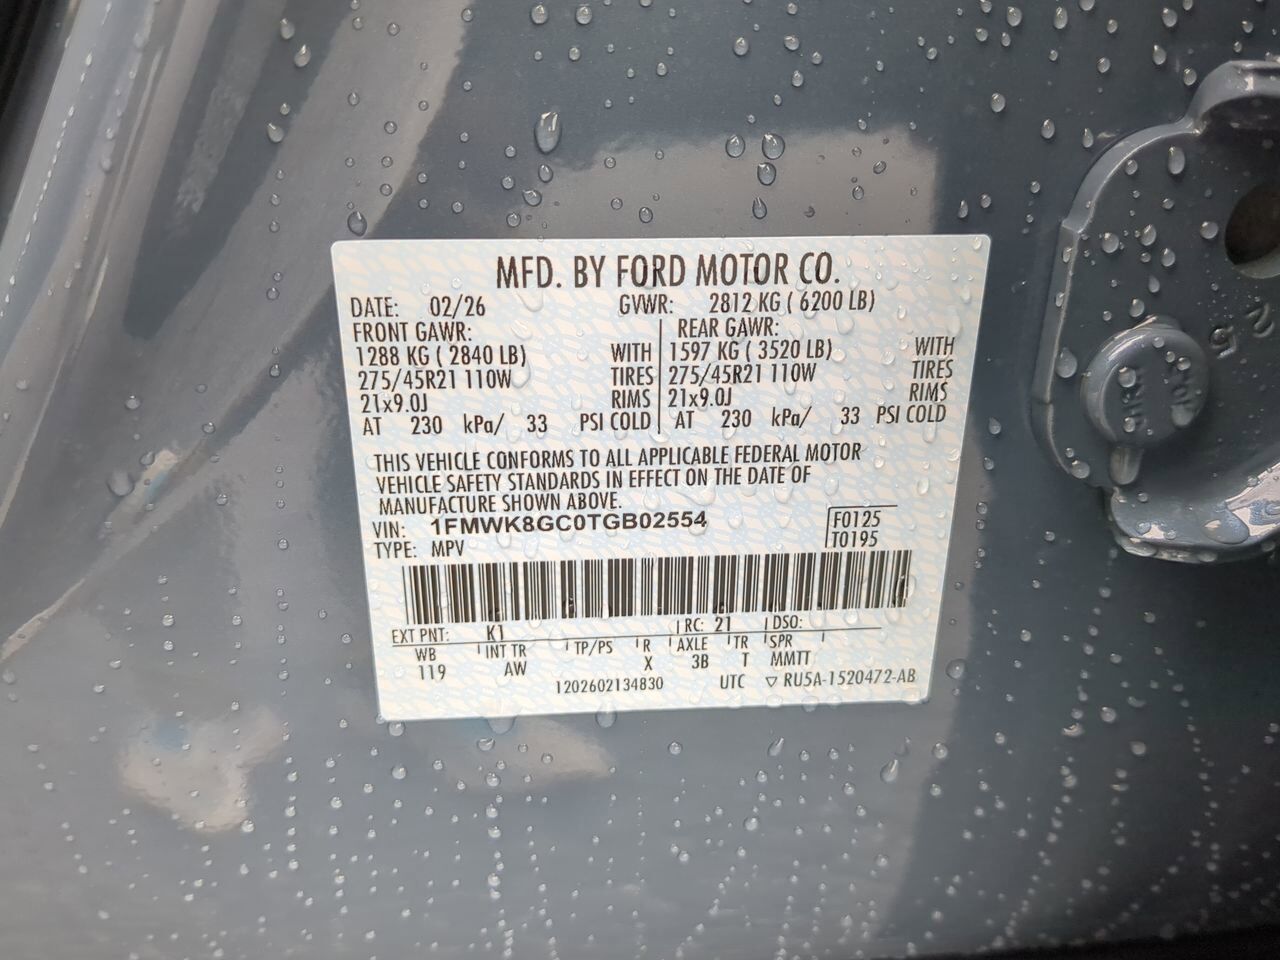 MFD. BY FORD MOTOR CO.
DATE: 02/26 GVWR: 2812 KG ( 6200 LB)
FRONT GAWR: REAR GAWR:
1288 KG ( 2840 LB) WITH 1597 KG ( 3520 LB) WITH
275/45R21 110W TIRES 275/45R21 110W TIRES
21x9.0J RIMS 21x9.0J RIMS
AT 230 kPa/ 33 PSI COLD AT 230 kPa/ 33 PSI COLD
THIS VEHICLE CONFORMS TO ALL APPLICABLE FEDERAL MOTOR
VEHICLE SAFETY STANDARDS IN EFFECT ON THE DATE OF
MANUFACTURE SHOWN ABOVE.
VIN: 1FMWK8GC0TGB02554 F0125
TYPE: MPV T0195
EXT PNT: K1 RC: 21 DSO:
WB INT TR TP/PS R AXLE TR SPR
119 AW X 3B T MMTT
1202602134830 UTC ▽ RU5A-1520472-AB